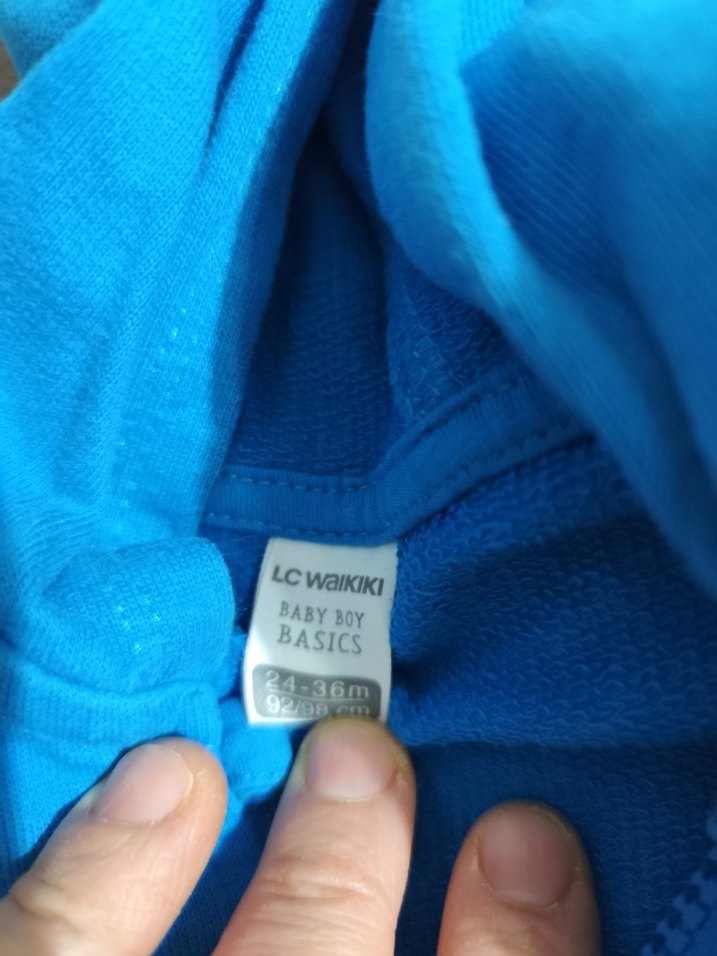 LC WAIKIKI
BABY BOY
BASICS
24-36m
92/98 cm